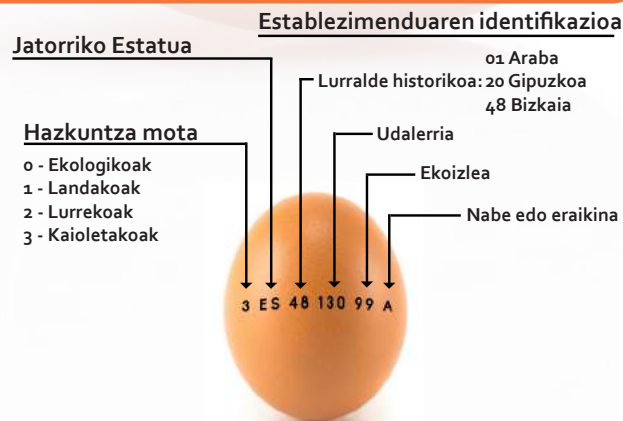 Establezimenduaren identifikazioa
Jatorriko Estatua
01 Araba
Lurralde historikoa: 20 Gipuzkoa
48 Bizkaia
Hazkuntza mota
Udalerria
0 - Ekologikoak
1 - Landakoak
2 - Lurrekoak
3 - Kaioletakoak
Ekoizlea
Nabe edo eraikina
3 ES 48 130 99 A